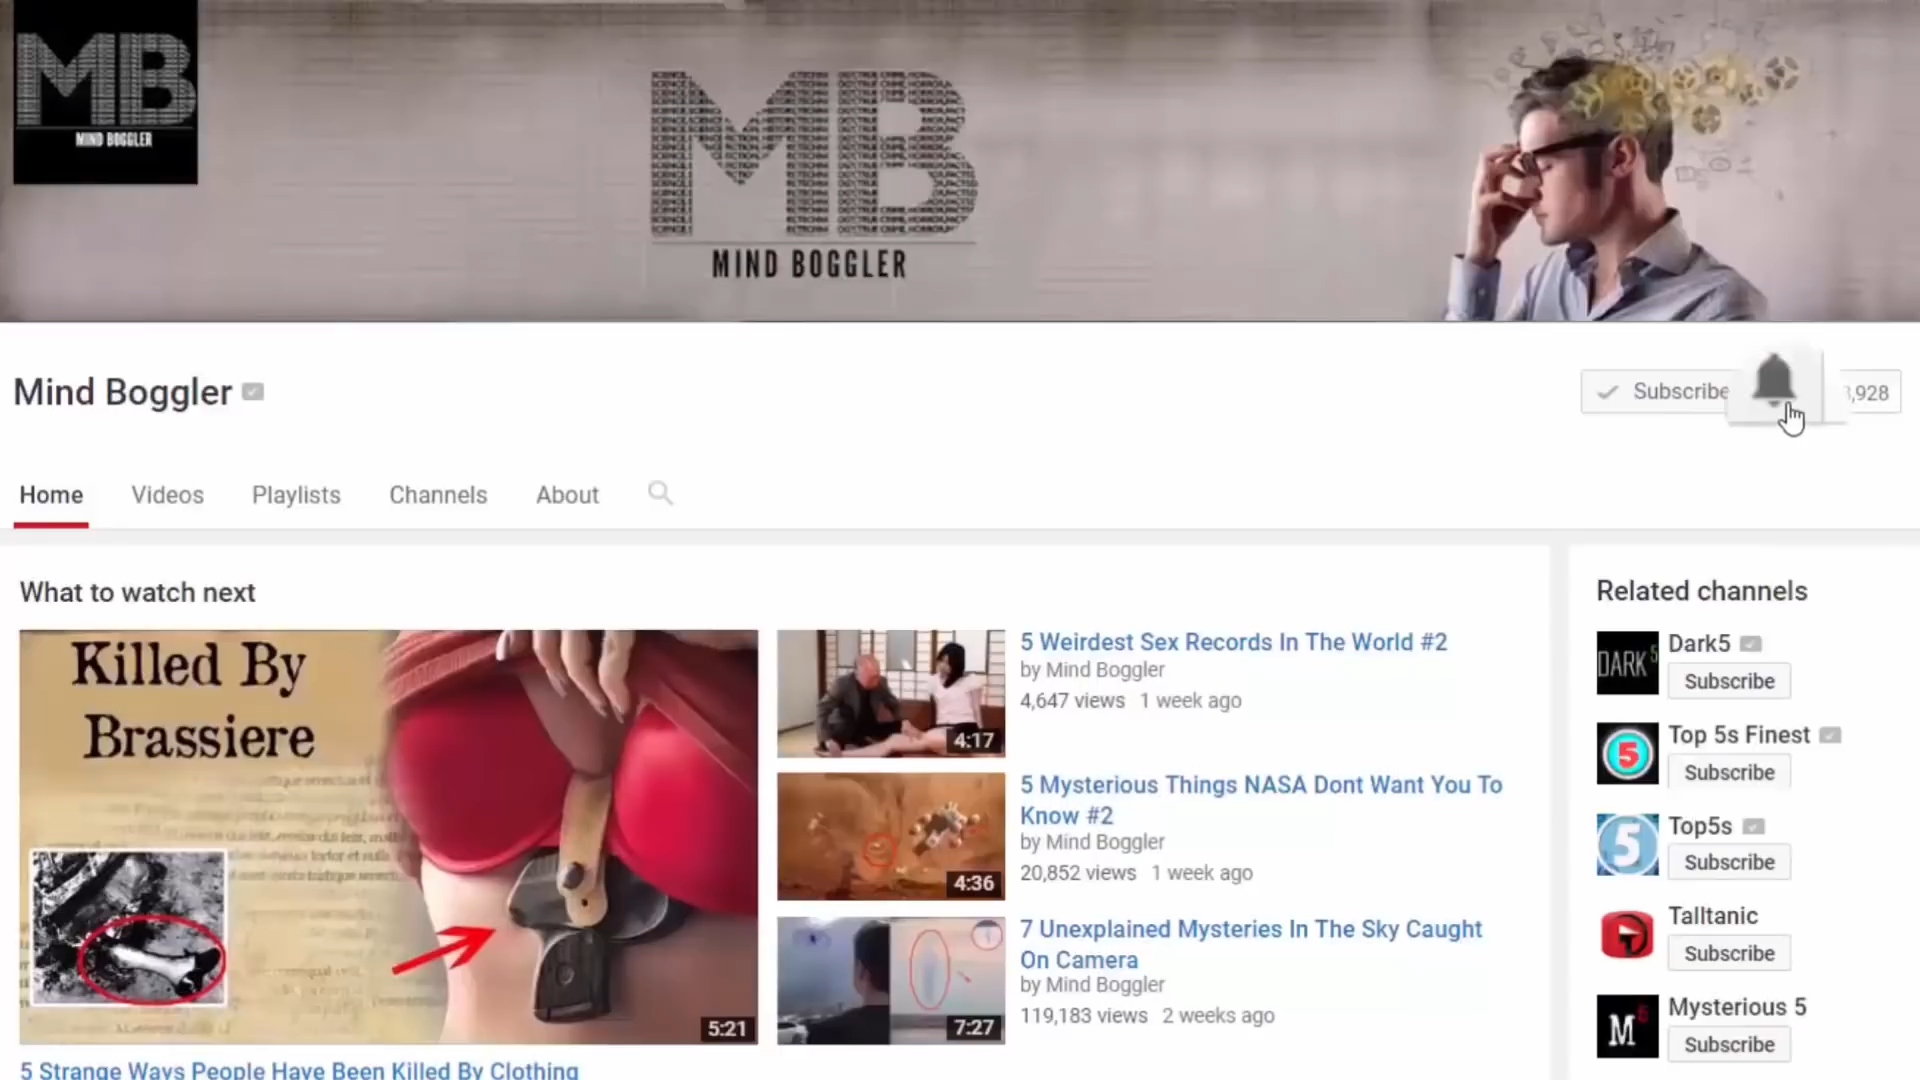 MB
MIND BOGGLER
MB
MIND BOGGLER
Mind Boggler
Subscribe
,928
Home
Videos
Playlists
Channels
About
What to watch next
Killed By
Brassiere
5:21
5 Strange Ways People Have Been Killed By Clothing
4:17
5 Weirdest Sex Records In The World #2
by Mind Boggler
4,647 views 1 week ago
4:36
5 Mysterious Things NASA Dont Want You To
Know #2
by Mind Boggler
20,852 views 1 week ago
7:27
7 Unexplained Mysteries In The Sky Caught
On Camera
by Mind Boggler
119,183 views 2 weeks ago
Related channels
DARK 5
Dark5
Subscribe
5
Top 5s Finest
Subscribe
5
Top5s
Subscribe
Talltanic
Subscribe
M5
Mysterious 5
Subscribe